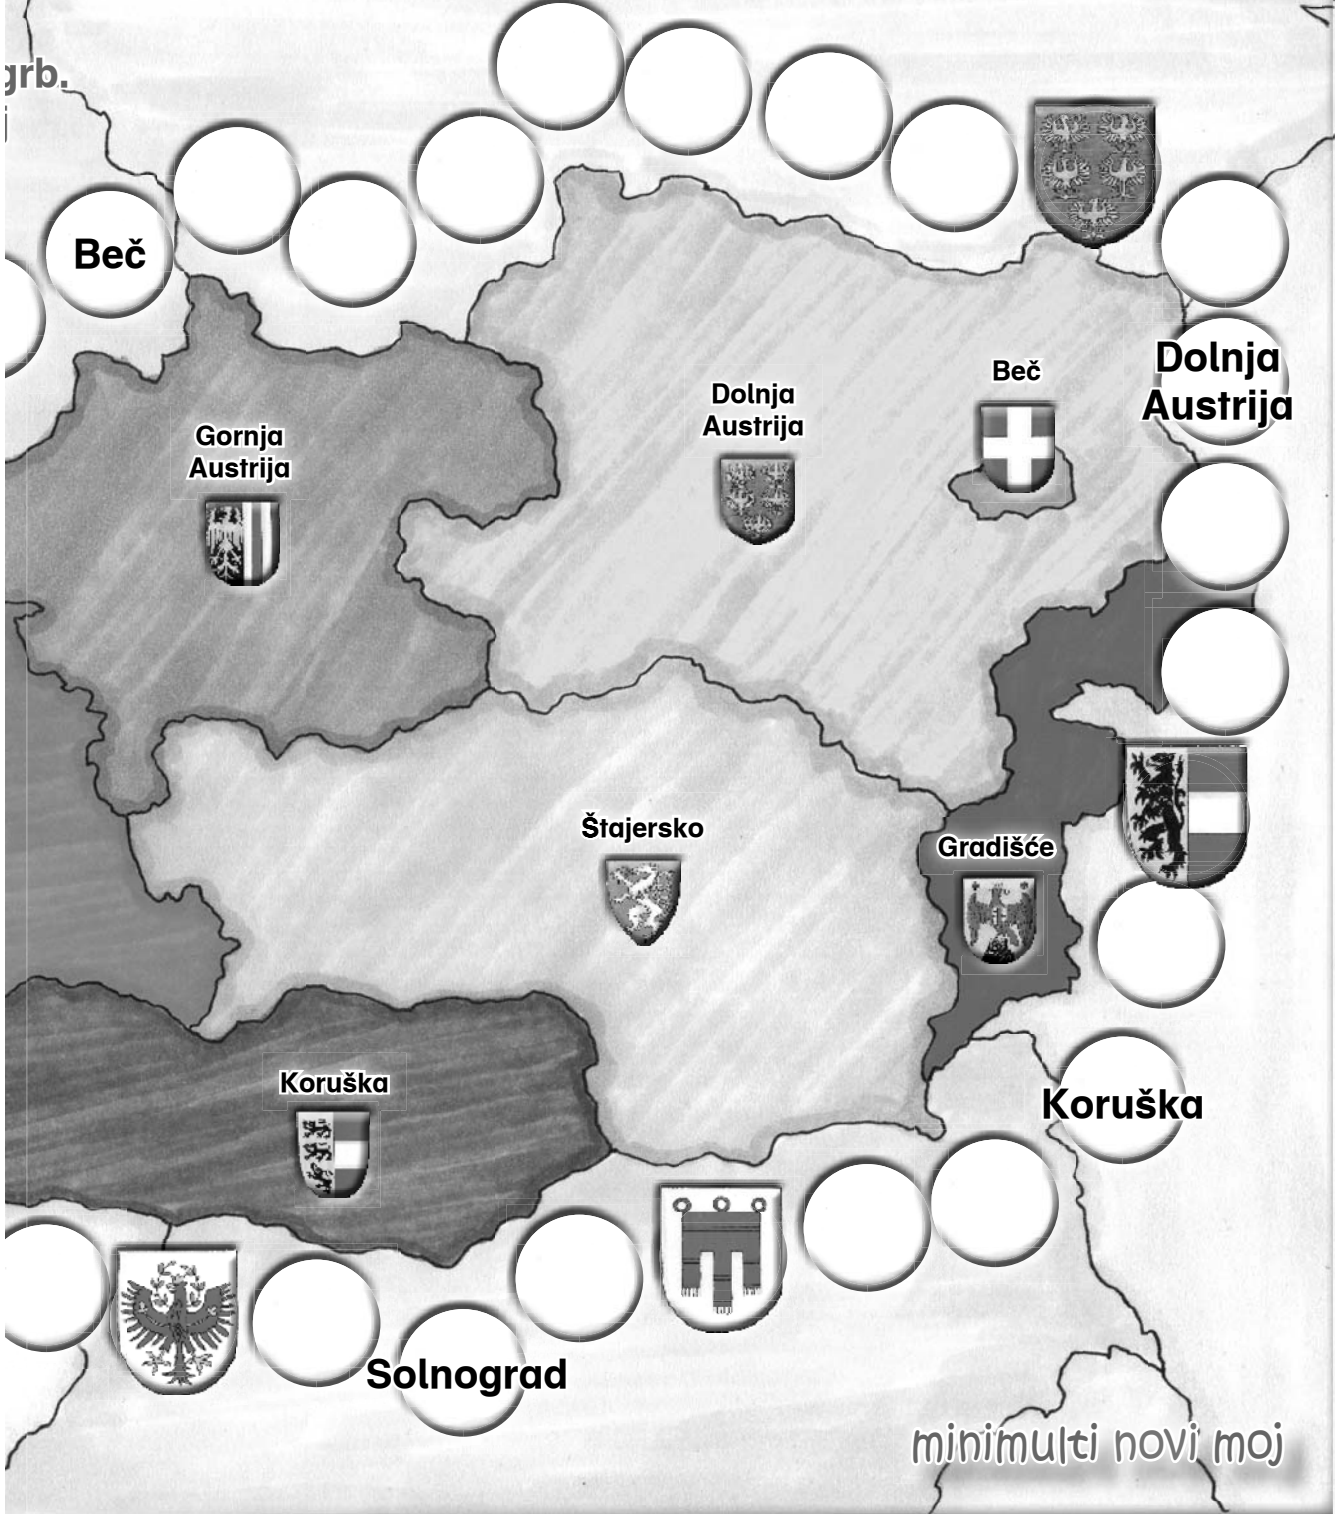 grb.
Beč
Dolnja
Austrija
Beč
Dolnja
Austrija
Gornja
Austrija
Štajersko
Gradišće
Koruška
Koruška
Solnograd
minimulti novi moj